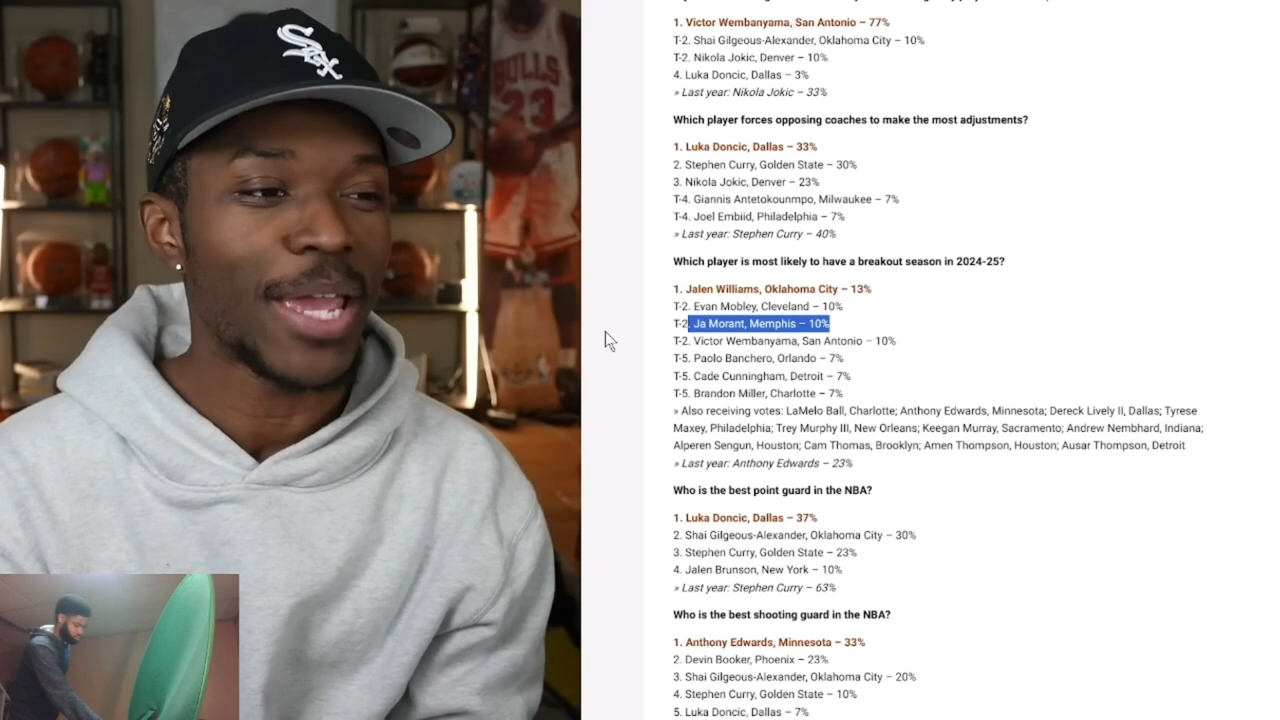 Sox
BULLS
23
1. Victor Wembanyama, San Antonio – 77%
T-2. Shai Gilgeous-Alexander, Oklahoma City – 10%
T-2. Nikola Jokic, Denver – 10%
4. Luka Doncic, Dallas – 3%
» Last year: Nikola Jokic – 33%
Which player forces opposing coaches to make the most adjustments?
1. Luka Doncic, Dallas – 33%
2. Stephen Curry, Golden State – 30%
3. Nikola Jokic, Denver – 23%
T-4. Giannis Antetokounmpo, Milwaukee – 7%
T-4. Joel Embiid, Philadelphia – 7%
» Last year: Stephen Curry – 40%
Which player is most likely to have a breakout season in 2024-25?
1. Jalen Williams, Oklahoma City – 13%
T-2. Evan Mobley, Cleveland – 10%
T-2. Ja Morant, Memphis – 10%
T-2. Victor Wembanyama, San Antonio – 10%
T-5. Paolo Banchero, Orlando – 7%
T-5. Cade Cunningham, Detroit – 7%
T-5. Brandon Miller, Charlotte – 7%
» Also receiving votes: LaMelo Ball, Charlotte; Anthony Edwards, Minnesota; Dereck Lively II, Dallas; Tyrese
Maxey, Philadelphia; Trey Murphy III, New Orleans; Keegan Murray, Sacramento; Andrew Nembhard, Indiana;
Alperen Sengun, Houston; Cam Thomas, Brooklyn; Amen Thompson, Houston; Ausar Thompson, Detroit
» Last year: Anthony Edwards – 23%
Who is the best point guard in the NBA?
1. Luka Doncic, Dallas – 37%
2. Shai Gilgeous-Alexander, Oklahoma City – 30%
3. Stephen Curry, Golden State – 23%
4. Jalen Brunson, New York – 10%
» Last year: Stephen Curry – 63%
Who is the best shooting guard in the NBA?
1. Anthony Edwards, Minnesota – 33%
2. Devin Booker, Phoenix – 23%
3. Shai Gilgeous-Alexander, Oklahoma City – 20%
4. Stephen Curry, Golden State – 10%
5. Luka Doncic, Dallas – 7%